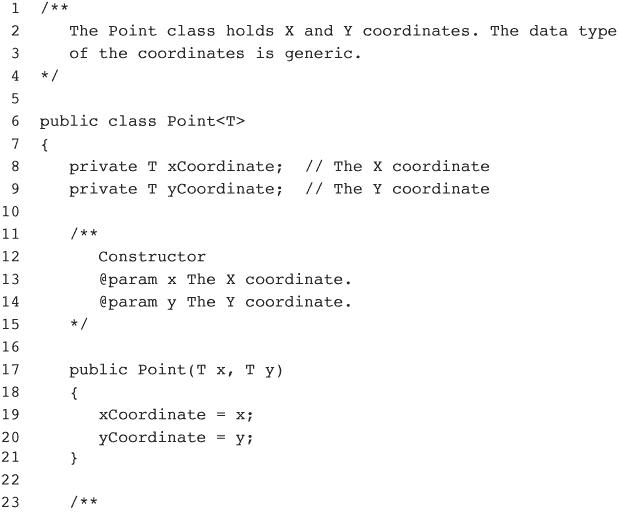 1 /**
2    The Point class holds X and Y coordinates. The data type
3    of the coordinates is generic.
4 */
5
6 public class Point<T>
7 {
8    private T xCoordinate;  // The X coordinate
9    private T yCoordinate;  // The Y coordinate
10
11    /**
12       Constructor
13       @param x The X coordinate.
14       @param y The Y coordinate.
15    */
16
17    public Point(T x, T y)
18    {
19       xCoordinate = x;
20       yCoordinate = y;
21    }
22
23    /**